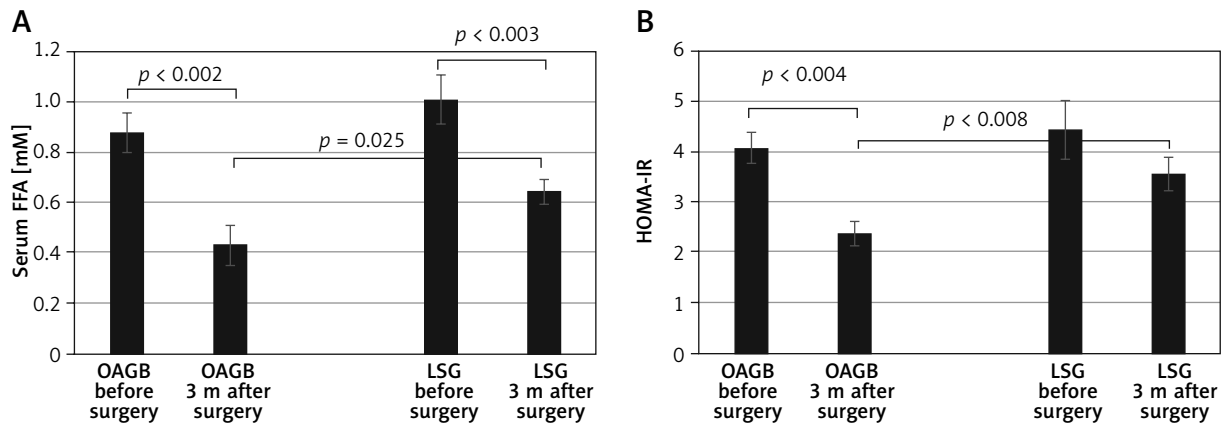 A
Serum FFA [mM]
1.2
1.0
0.8
0.6
0.4
0.2
0
p < 0.002
p < 0.003
p = 0.025
OAGB
before
surgery
OAGB
3 m after
surgery
LSG
before
surgery
LSG
3 m after
surgery
B
HOMA-IR
6
5
4
3
2
1
0
p < 0.004
p < 0.008
OAGB
before
surgery
OAGB
3 m after
surgery
LSG
before
surgery
LSG
3 m after
surgery